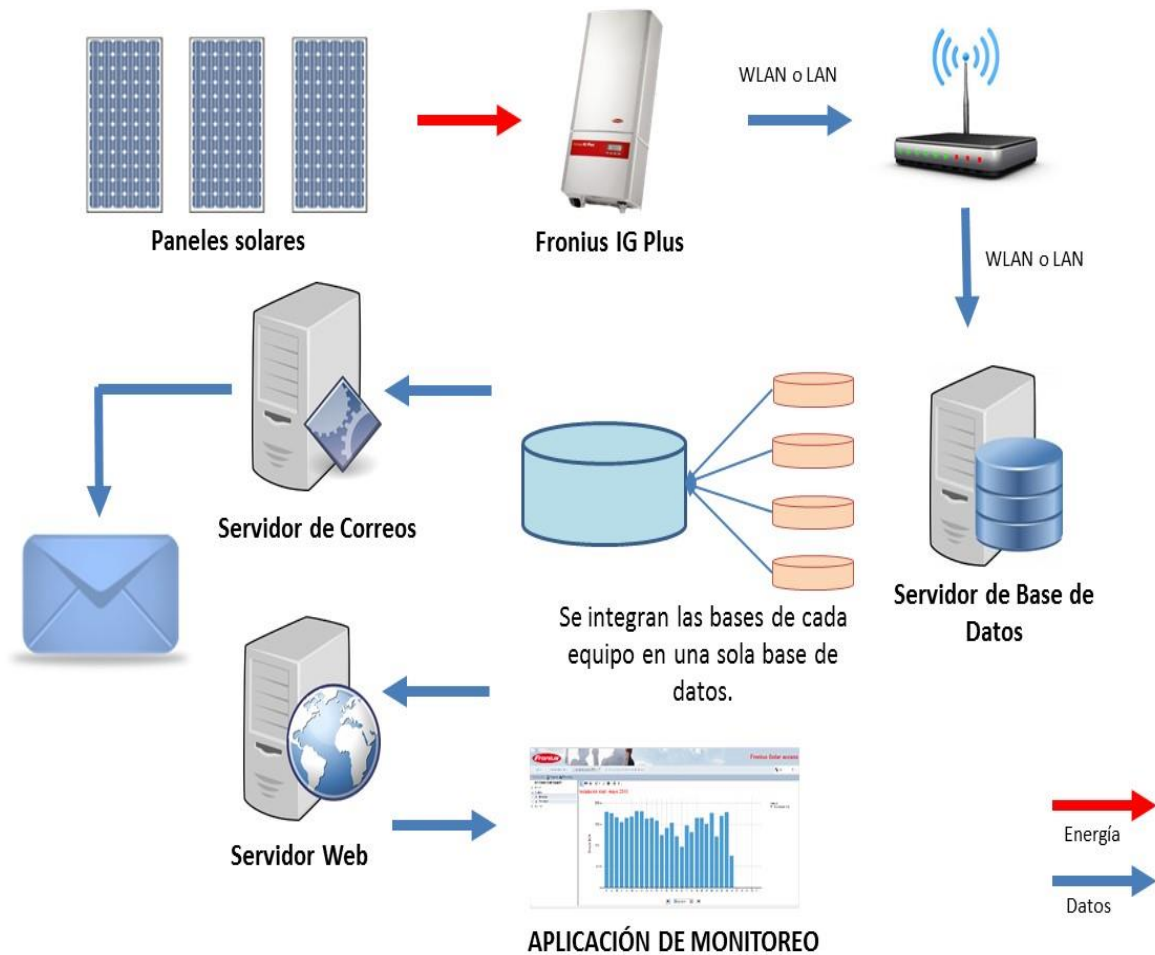 WLAN o LAN
Paneles solares
Fronius IG Plus
WLAN o LAN
Servidor de Correos
Se integran las bases de cada
equipo en una sola base de
datos.
Servidor de Base de
Datos
Servidor Web
Fronius
APLICACIÓN DE MONITOREO
Energía
Datos